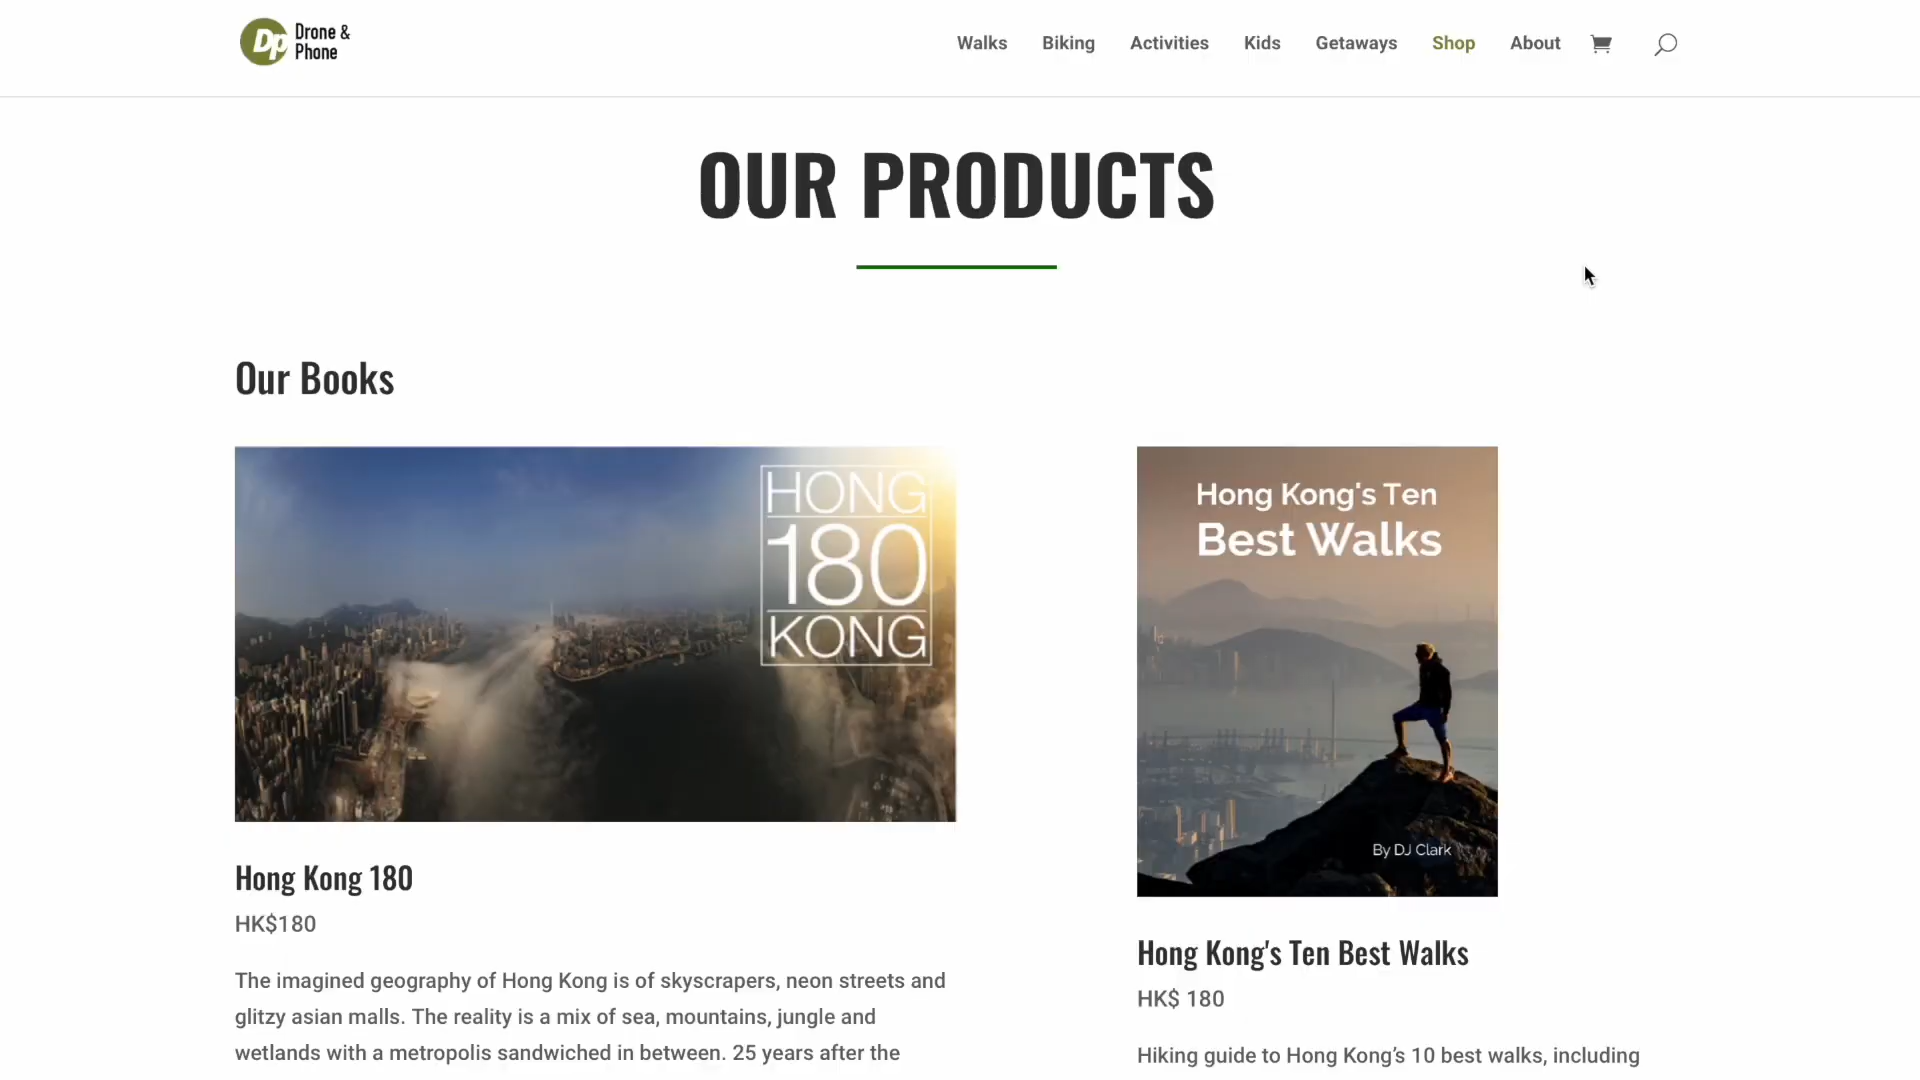 Dp Drone &
Phone
Walks Biking Activities Kids Getaways Shop About
OUR PRODUCTS
Our Books
HONG
180
KONG
Hong Kong's Ten
Best Walks
By DJ Clark
Hong Kong 180
HK$180
The imagined geography of Hong Kong is of skyscrapers, neon streets and
glitzy asian malls. The reality is a mix of sea, mountains, jungle and
wetlands with a metropolis sandwiched in between. 25 years after the
Hong Kong's Ten Best Walks
HK$ 180
Hiking guide to Hong Kong’s 10 best walks, including